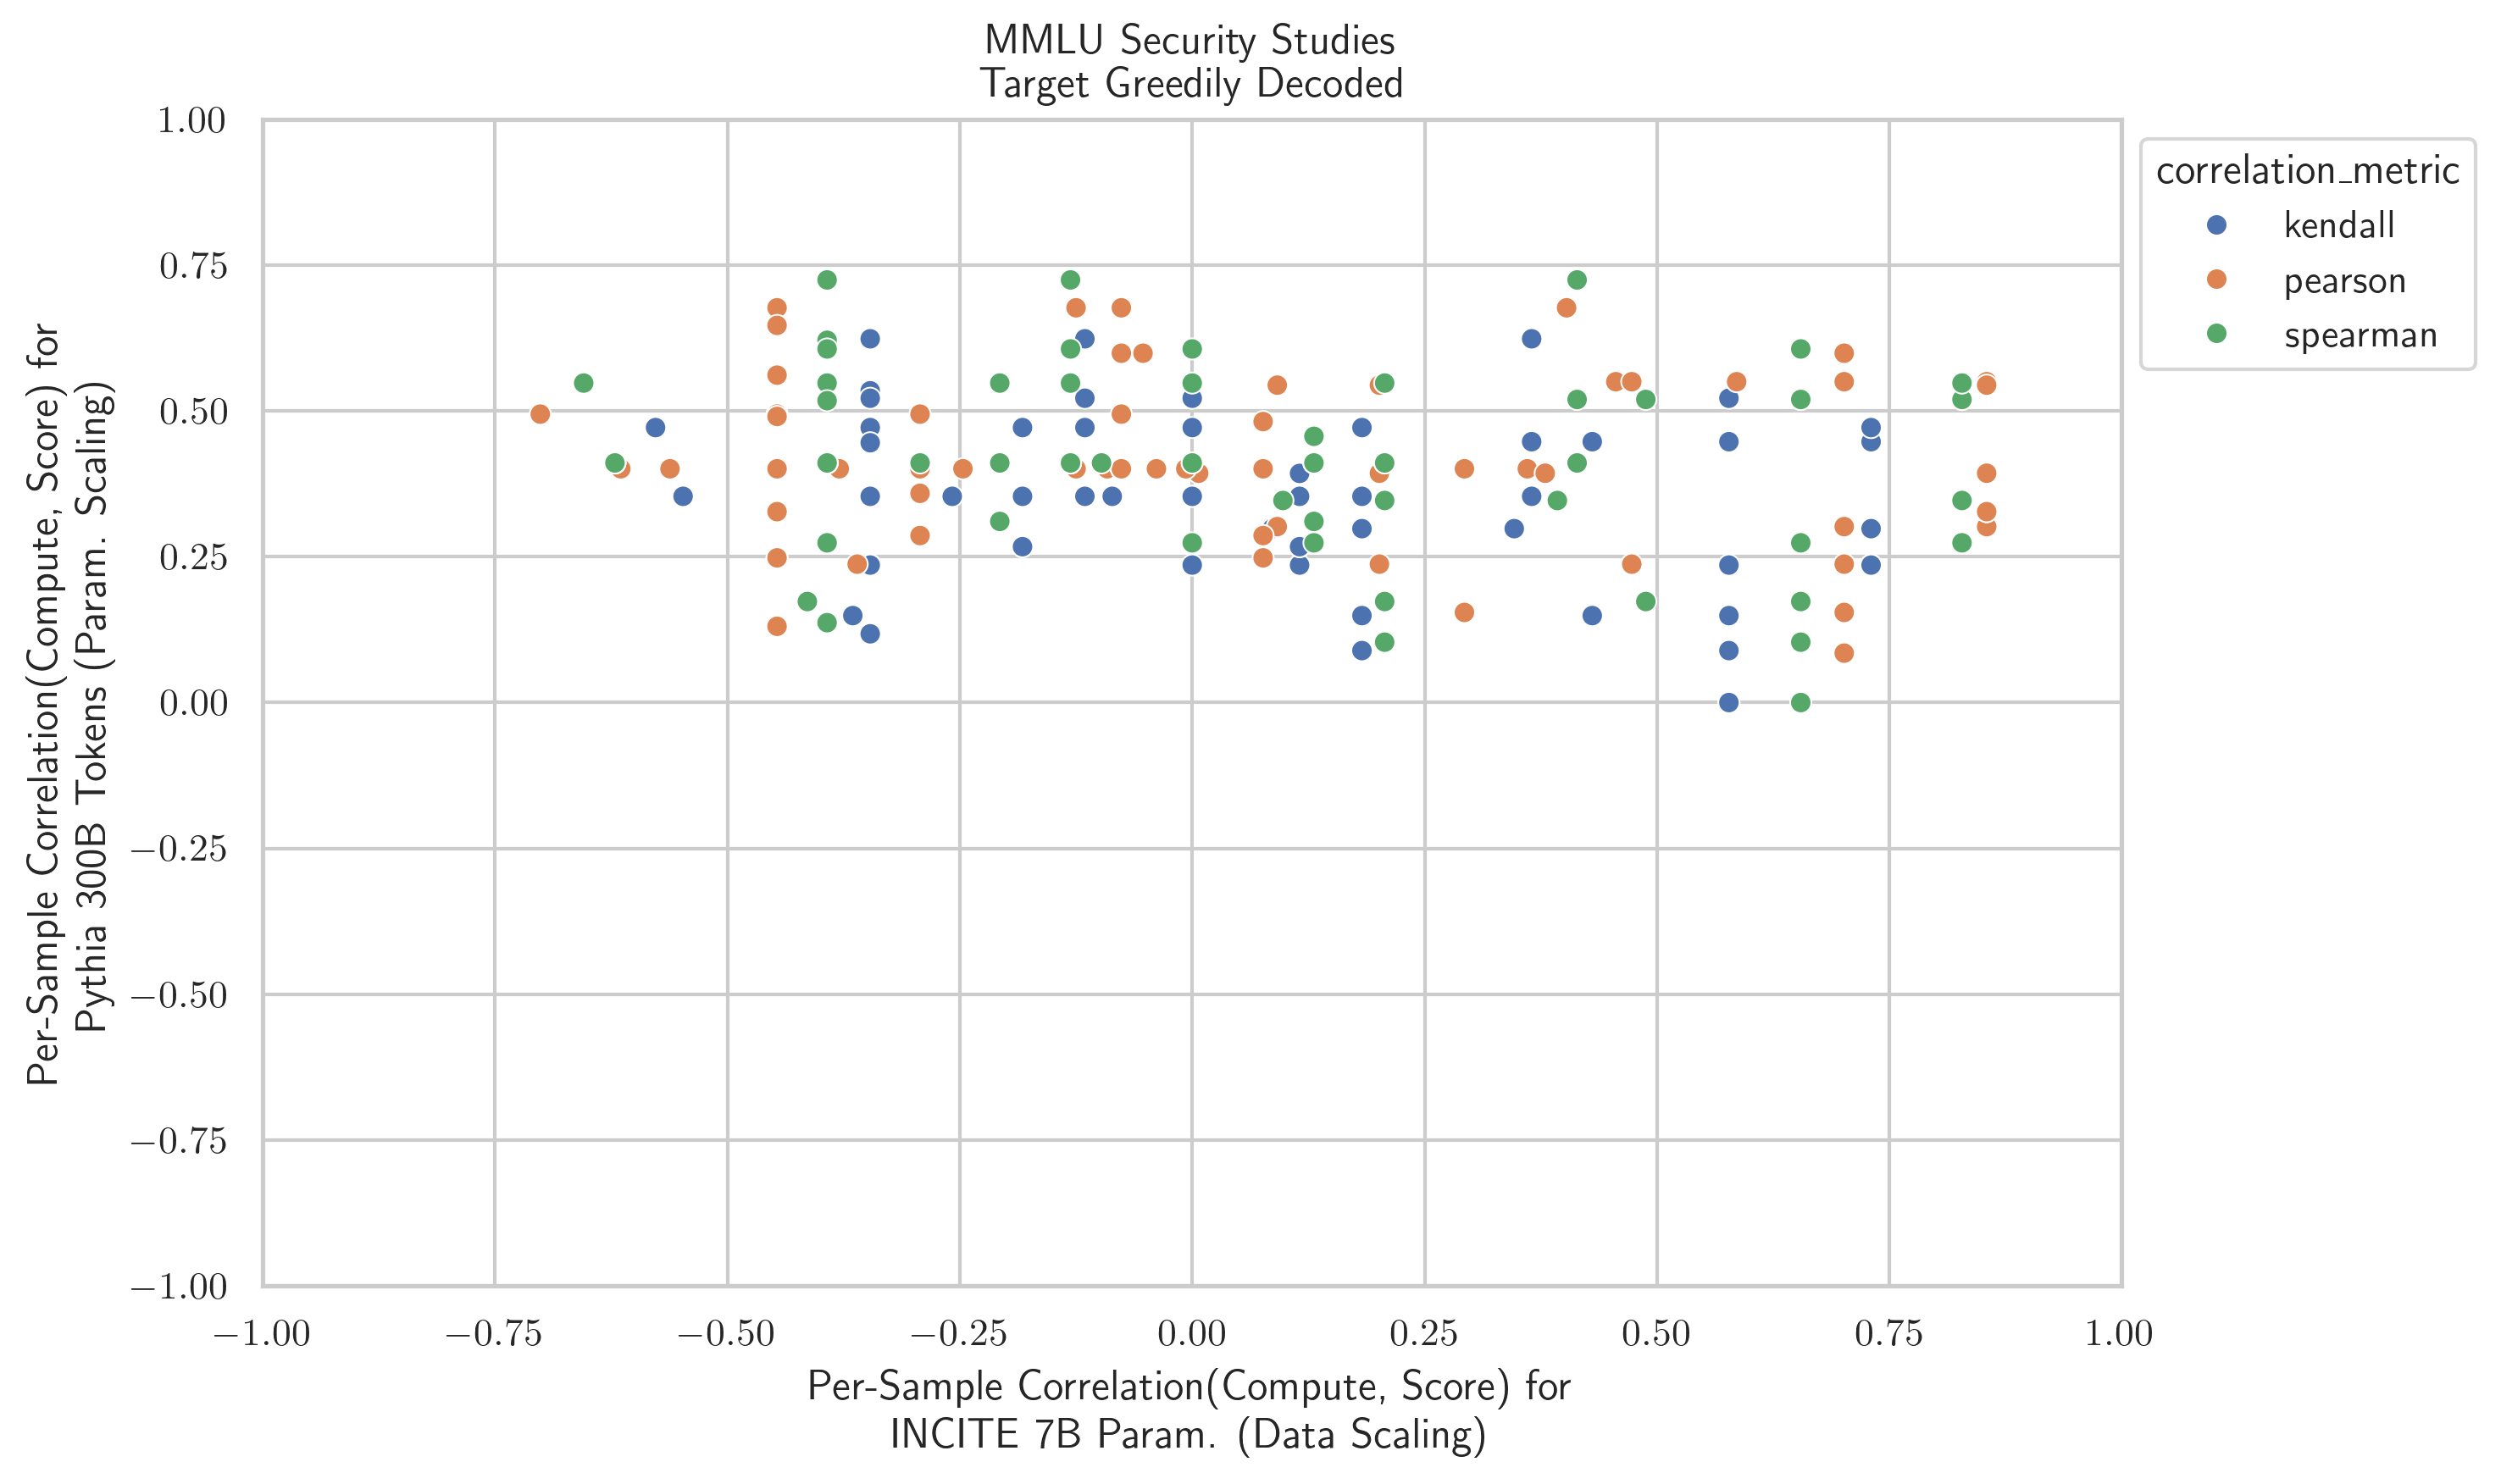 MMLU Security Studies
Target Greedily Decoded
correlation_metric
kendall
pearson
spearman
Per-Sample Correlation(Compute, Score) for
Pythia 300B Tokens (Param. Scaling)
1.00
0.75
0.50
0.25
0.00
−0.25
−0.50
−0.75
−1.00
−1.00
−0.75
−0.50
−0.25
0.00
0.25
0.50
0.75
1.00
Per-Sample Correlation(Compute, Score) for
INCITE 7B Param. (Data Scaling)